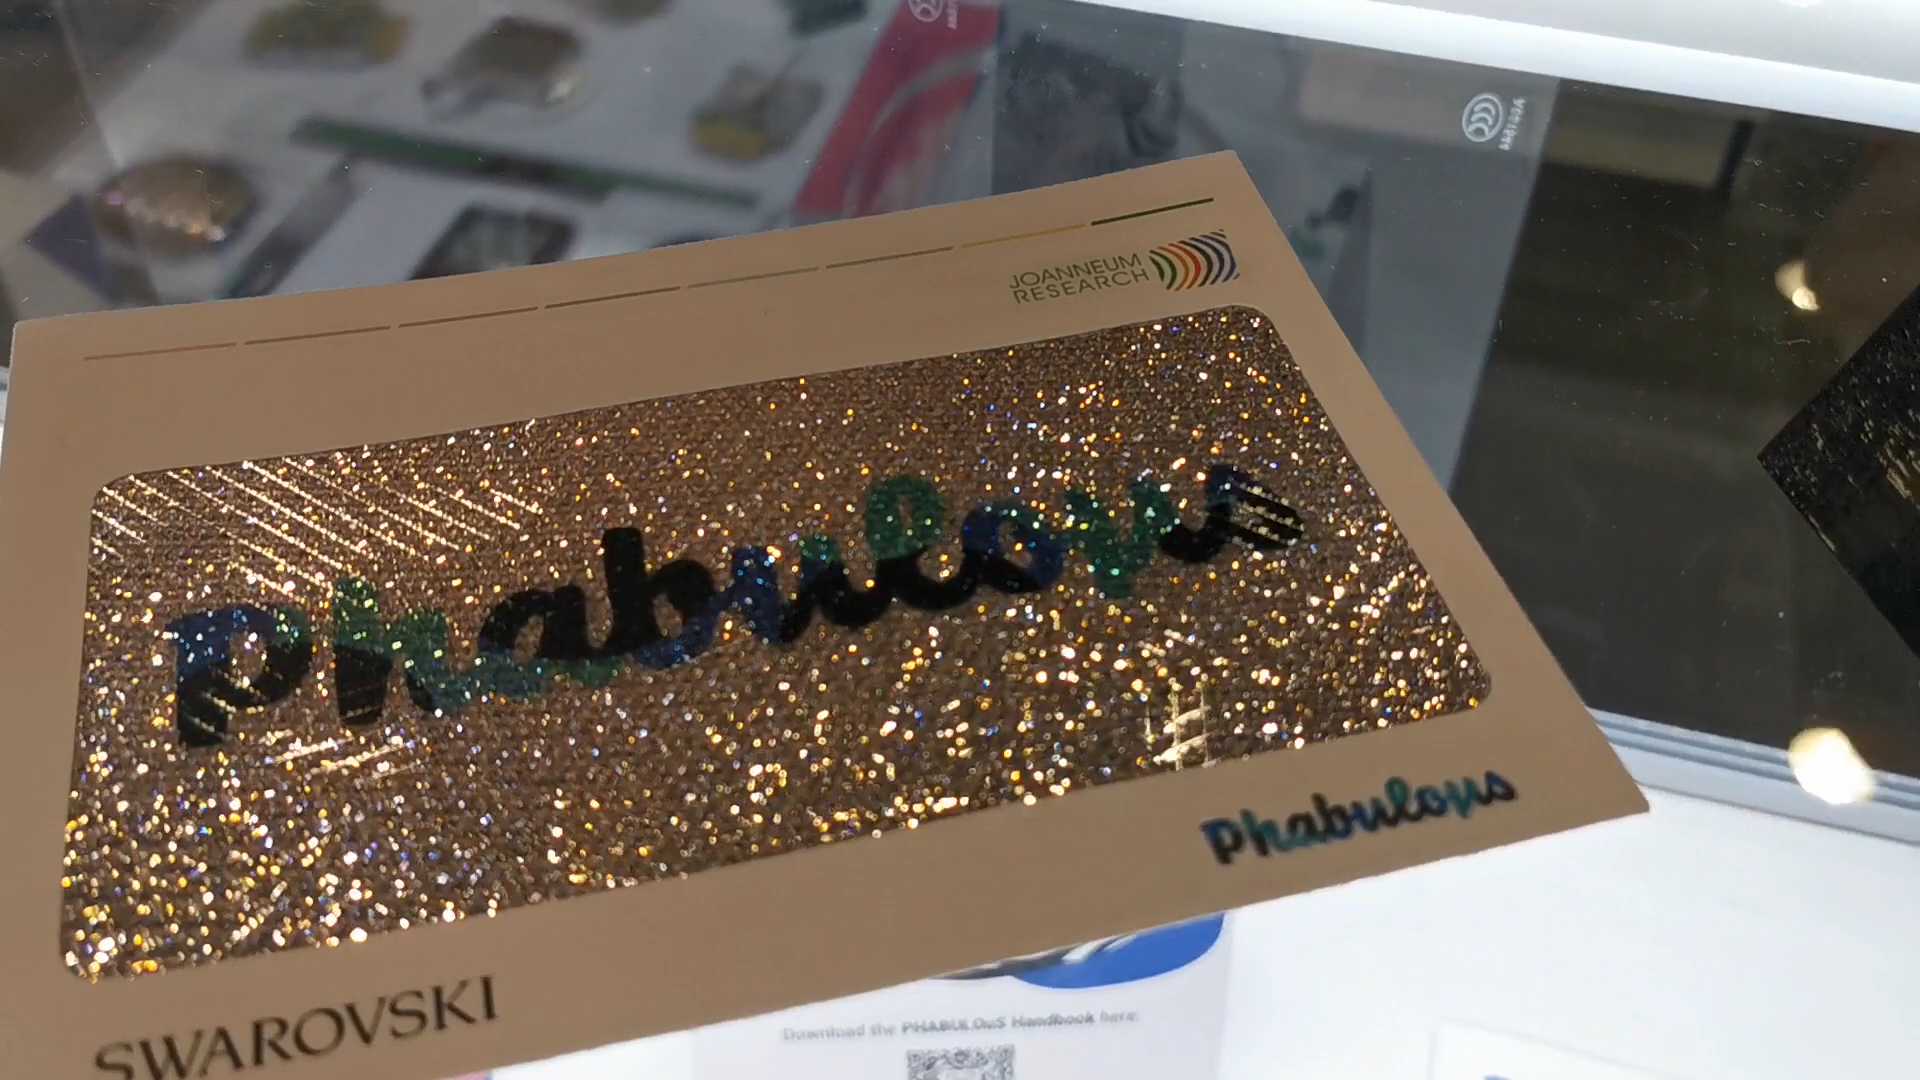 JOANNEUM
RESEARCH
Phabulous
Phabulous
SWAROVSKI
Download the PHABULOuS Handbook here: